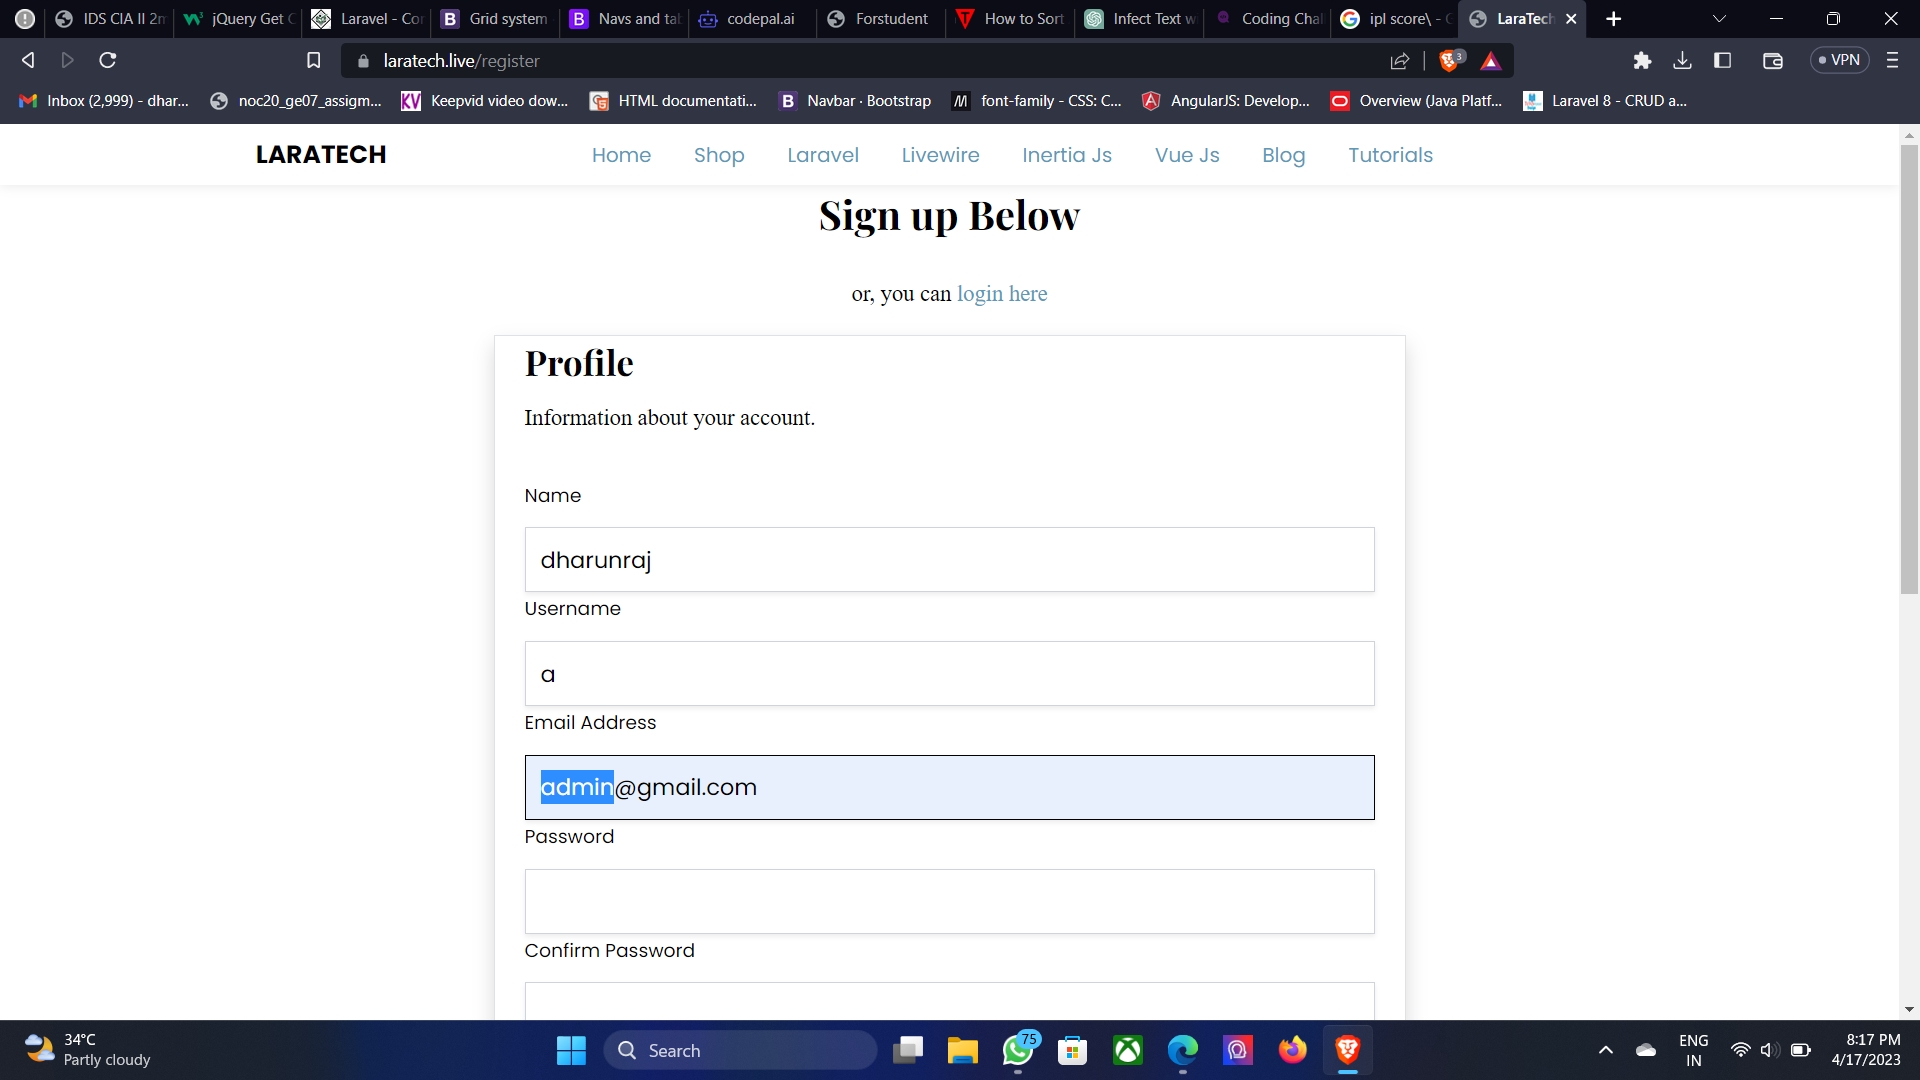 IDS CIA II 2n
jQuery Get C
Laravel - Cor
Grid system
Navs and tab
codepal.ai
Forstudent
How to Sort
Infect Text w
Coding Chal
ipl score\ - G
LaraTech
laratech.live/register
3
VPN
Inbox (2,999) - dhar...
noc20_ge07_assigm...
KV
Keepvid video dow...
HTML documentati...
B
Navbar · Bootstrap
font-family - CSS: C...
AngularJS: Develop...
Overview (Java Platf...
Laravel 8 - CRUD a...
LARATECH
Home
Shop
Laravel
Livewire
Inertia Js
Vue Js
Blog
Tutorials
Sign up Below
or, you can login here
Profile
Information about your account.
Name
dharunraj
Username
a
Email Address
admin@gmail.com
Password
Confirm Password
34°C
Partly cloudy
Search
75
ENG
IN
8:17 PM
4/17/2023